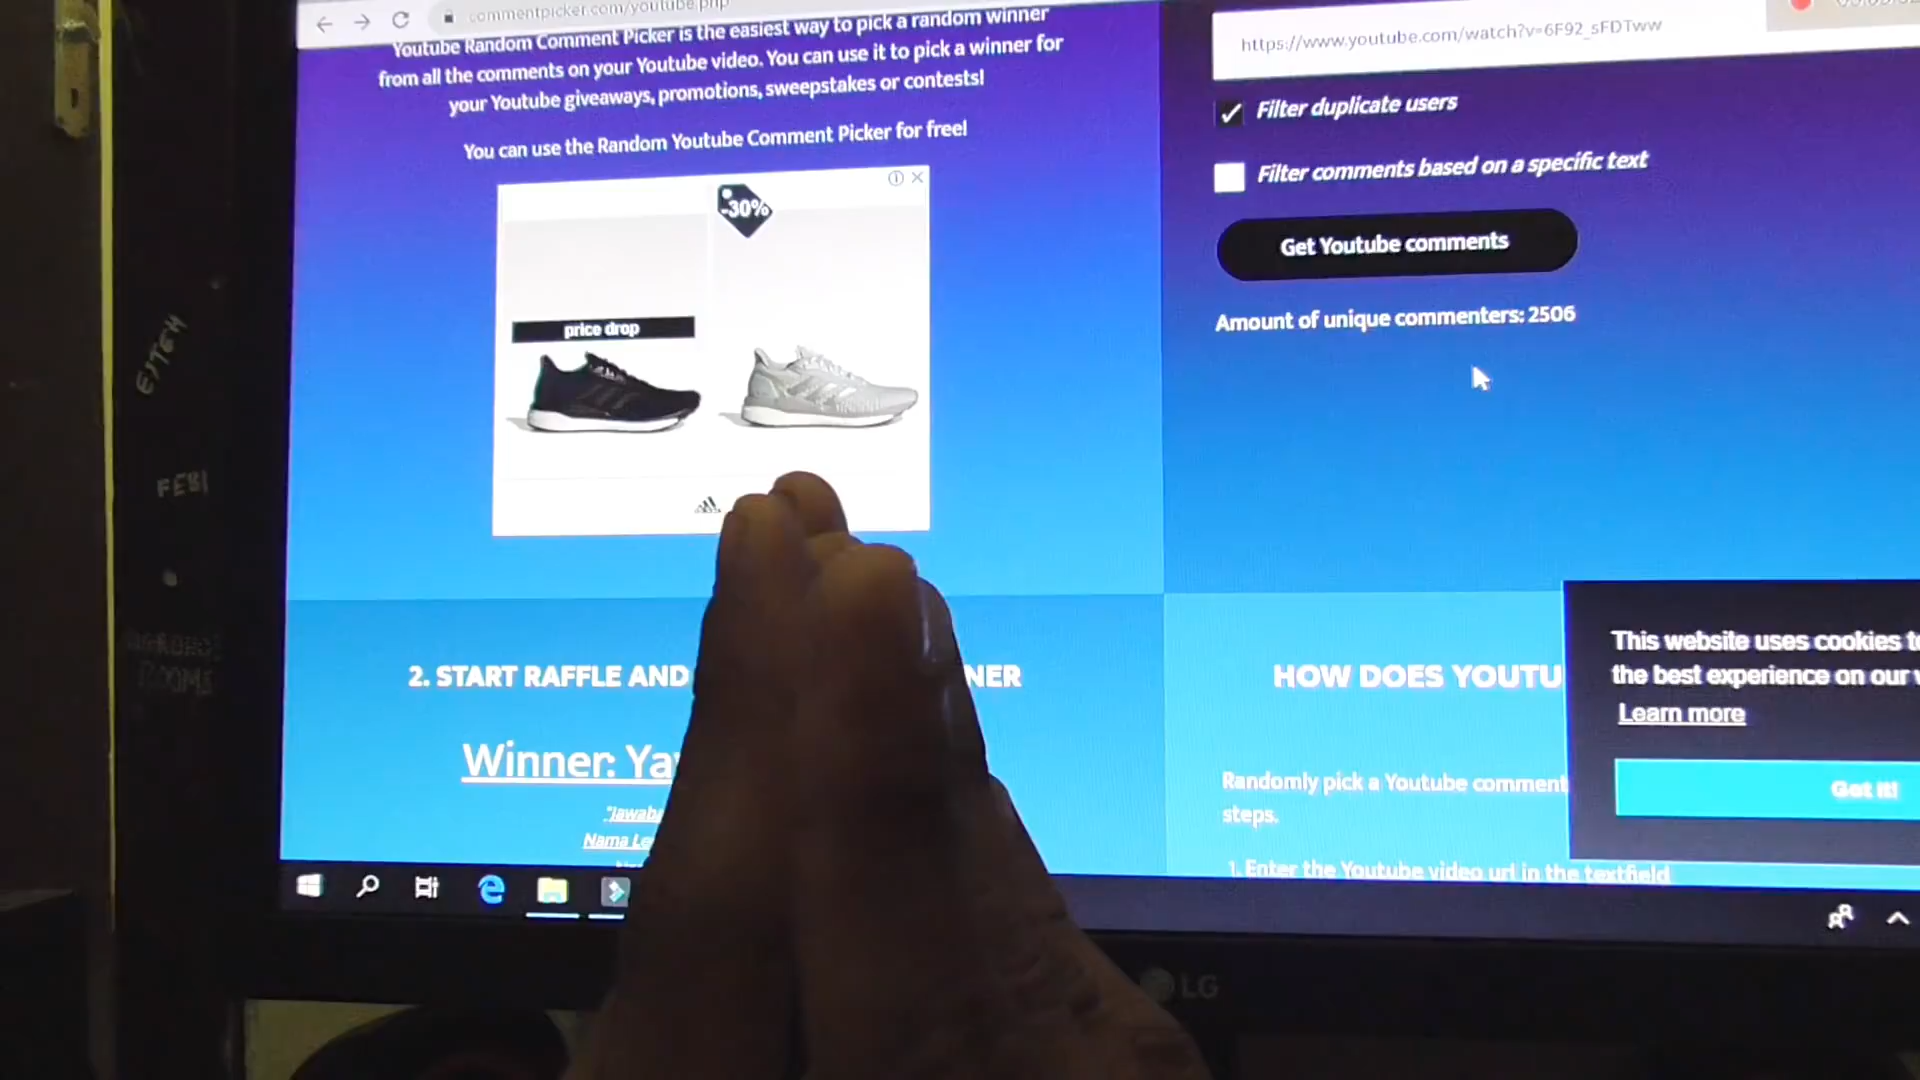 commentpicker.com/youtube.php
Youtube Random Comment Picker is the easiest way to pick a random winner
from all the comments on your Youtube video. You can use it to pick a winner for
your Youtube giveaways, promotions, sweepstakes or contests!
You can use the Random Youtube Comment Picker for free!
-30%
price drop
https://www.youtube.com/watch?v=6F92_sFDTww
Filter duplicate users
Filter comments based on a specific text
Get Youtube comments
Amount of unique commenters: 2506
2. START RAFFLE AND NER
Winner: Ya
"Jawab
Nama Le
HOW DOES YOUTU
Randomly pick a Youtube comment
steps.
1. Enter the Youtube video url in the textfield
This website uses cookies to
the best experience on our
Learn more
Got it!
LG
FEBI